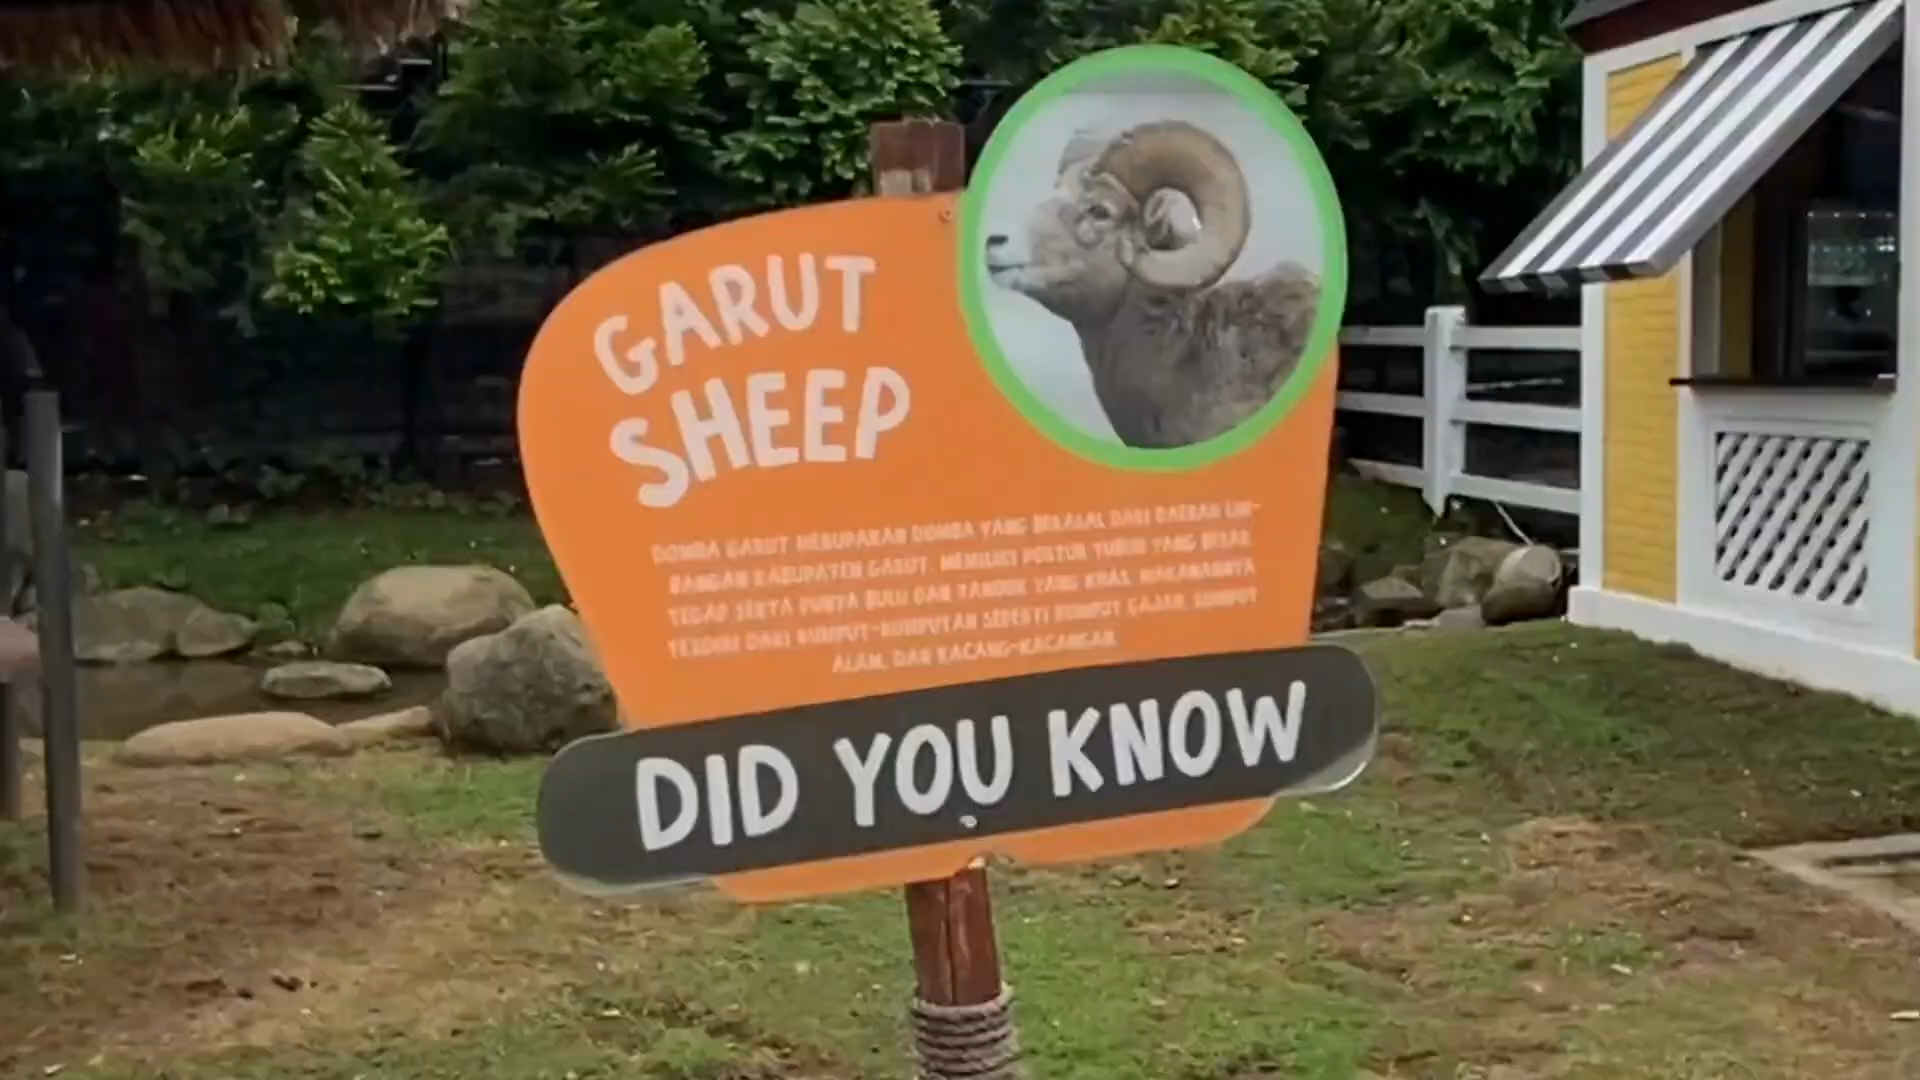 GARUT
SHEEP
DOMBA GARUT MERUPAKAN DOMBA YANG BERASAL DARI DAERAH LIM-
BANGAN KABUPATEN GARUT. MEMILIKI POSTUR TUBUH YANG BESAR
TEGAP SERTA PUNYA BULU DAN TANDUK YANG KHAS. MAKANANNYA
TERDIRI DARI RUMPUT-RUMPUTAN SEPERTI RUMPUT GAJAH, RUMPUT
ALAM, DAN KACANG-KACANGAN.
DID YOU KNOW